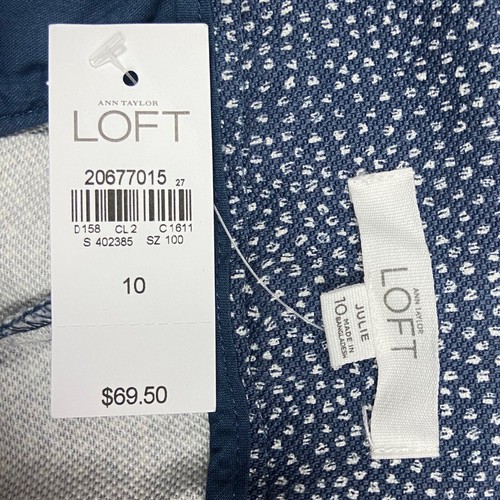 ANN TAYLOR
LOFT
20677015 27
D 158 CL 2 C 1611
S 402385 SZ 100
10
$69.50
ANN TAYLOR
LOFT
JULIE
10 MADE IN
BANGLADESH